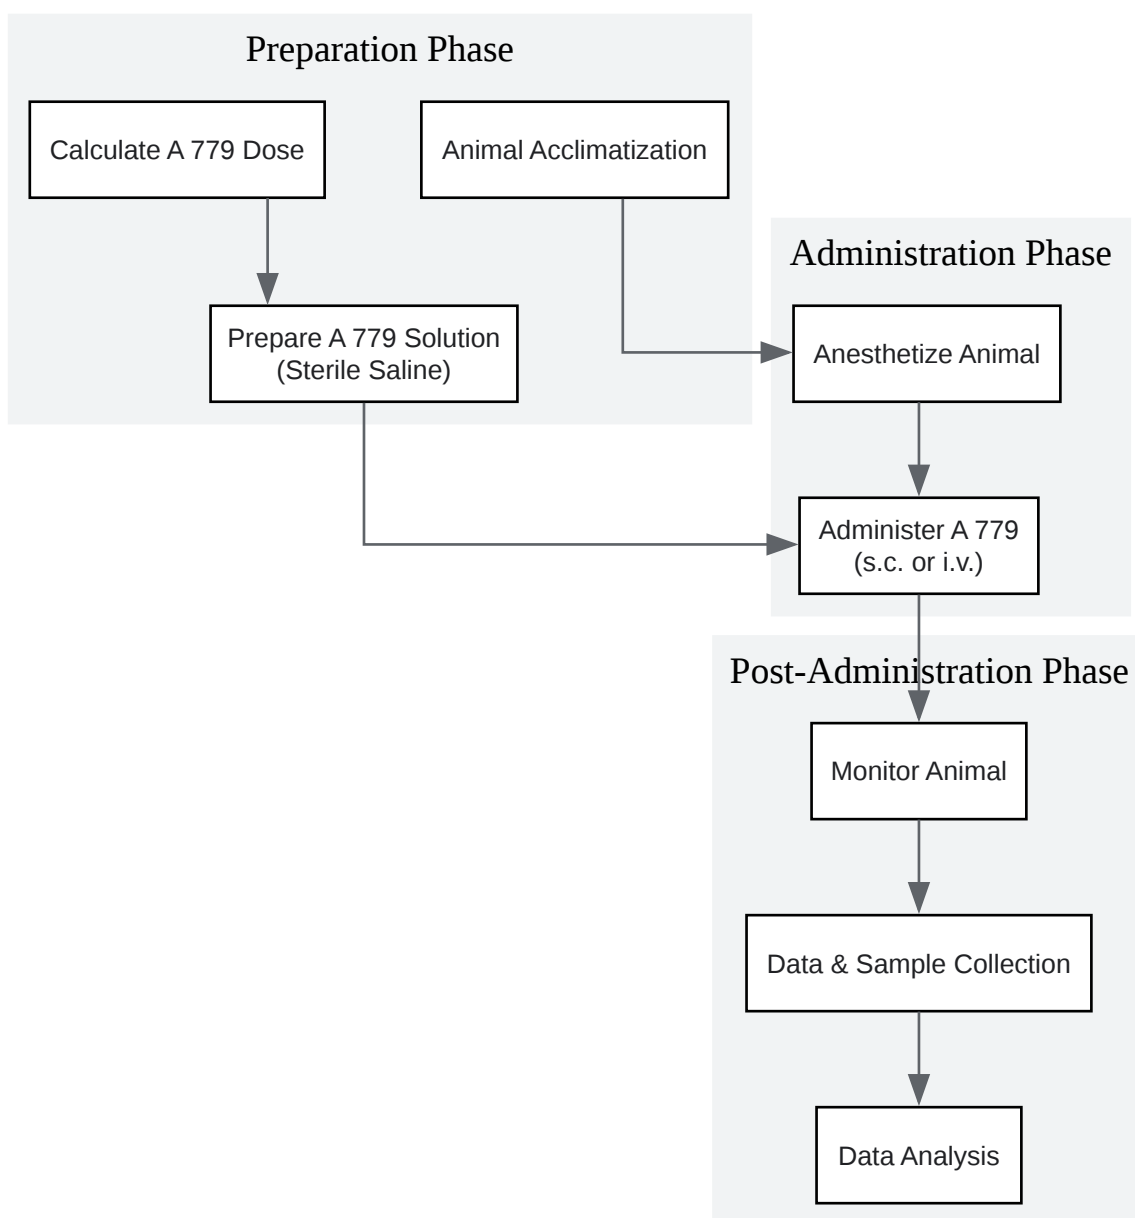 Preparation Phase
Calculate A 779 Dose
Animal Acclimatization
Prepare A 779 Solution
(Sterile Saline)
Administration Phase
Anesthetize Animal
Administer A 779
(s.c. or i.v.)
Post-Administration Phase
Monitor Animal
Data & Sample Collection
Data Analysis